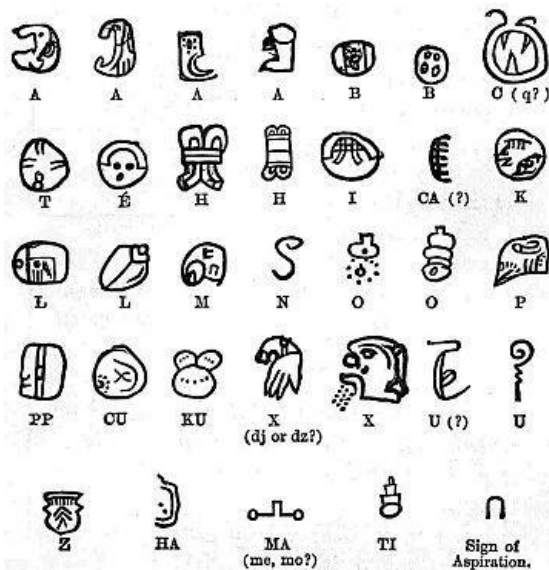 A A A A B B C (q?)
T É H H I CA (?) K
L L M N O O P
PP CU KU X X U (?) U
(dj or dz?)
Z HA MA TI Sign of
(me, mo?) Aspiration.